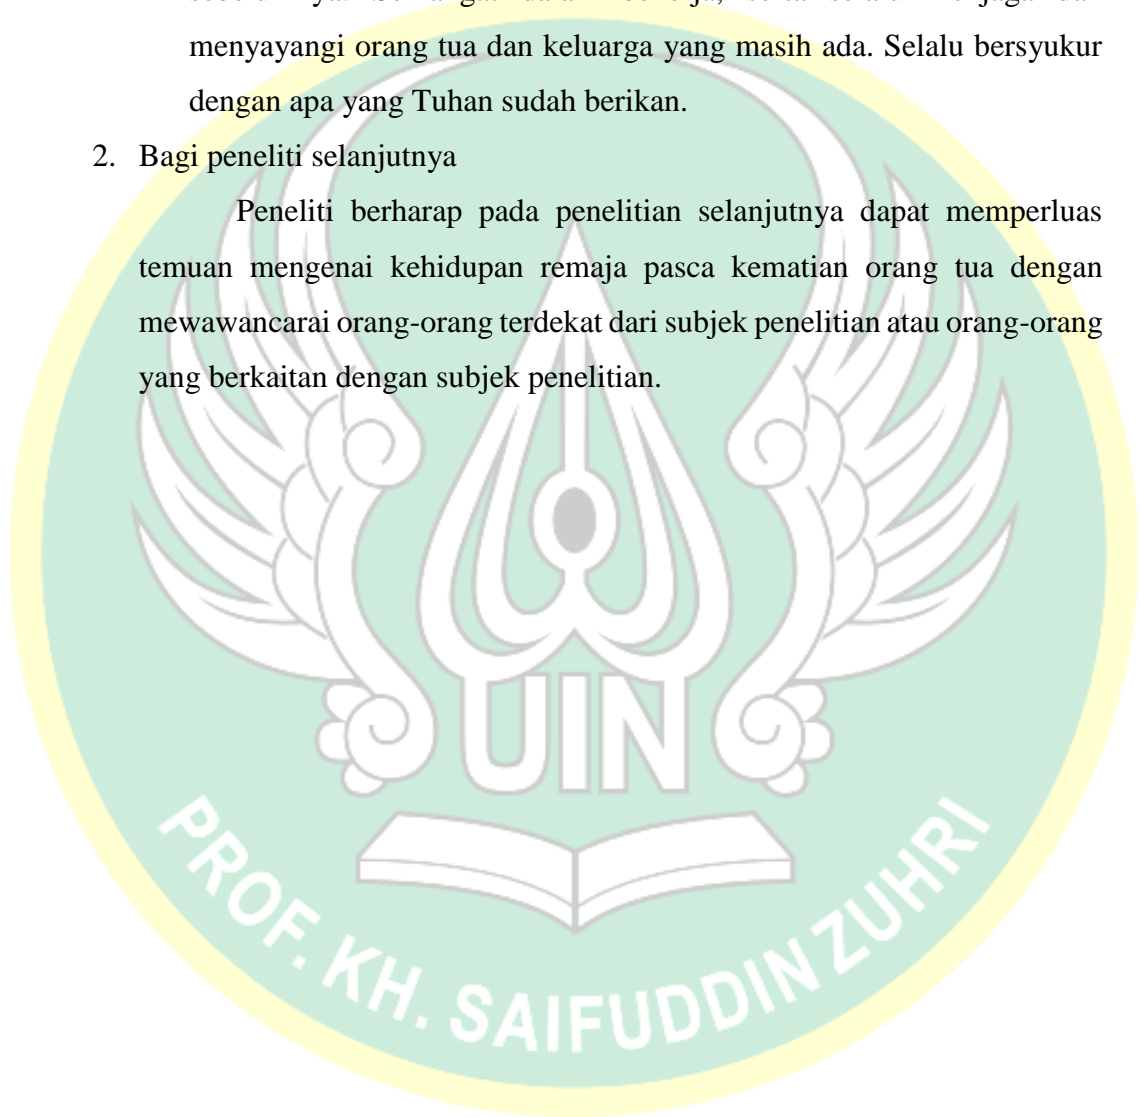 menyayangi orang tua dan keluarga yang masih ada. Selalu bersyukur
dengan apa yang Tuhan sudah berikan.
2. Bagi peneliti selanjutnya
Peneliti berharap pada penelitian selanjutnya dapat memperluas
temuan mengenai kehidupan remaja pasca kematian orang tua dengan
mewawancarai orang-orang terdekat dari subjek penelitian atau orang-orang
yang berkaitan dengan subjek penelitian.
UIN
PROF. KH. SAIFUDDIN ZUHRI